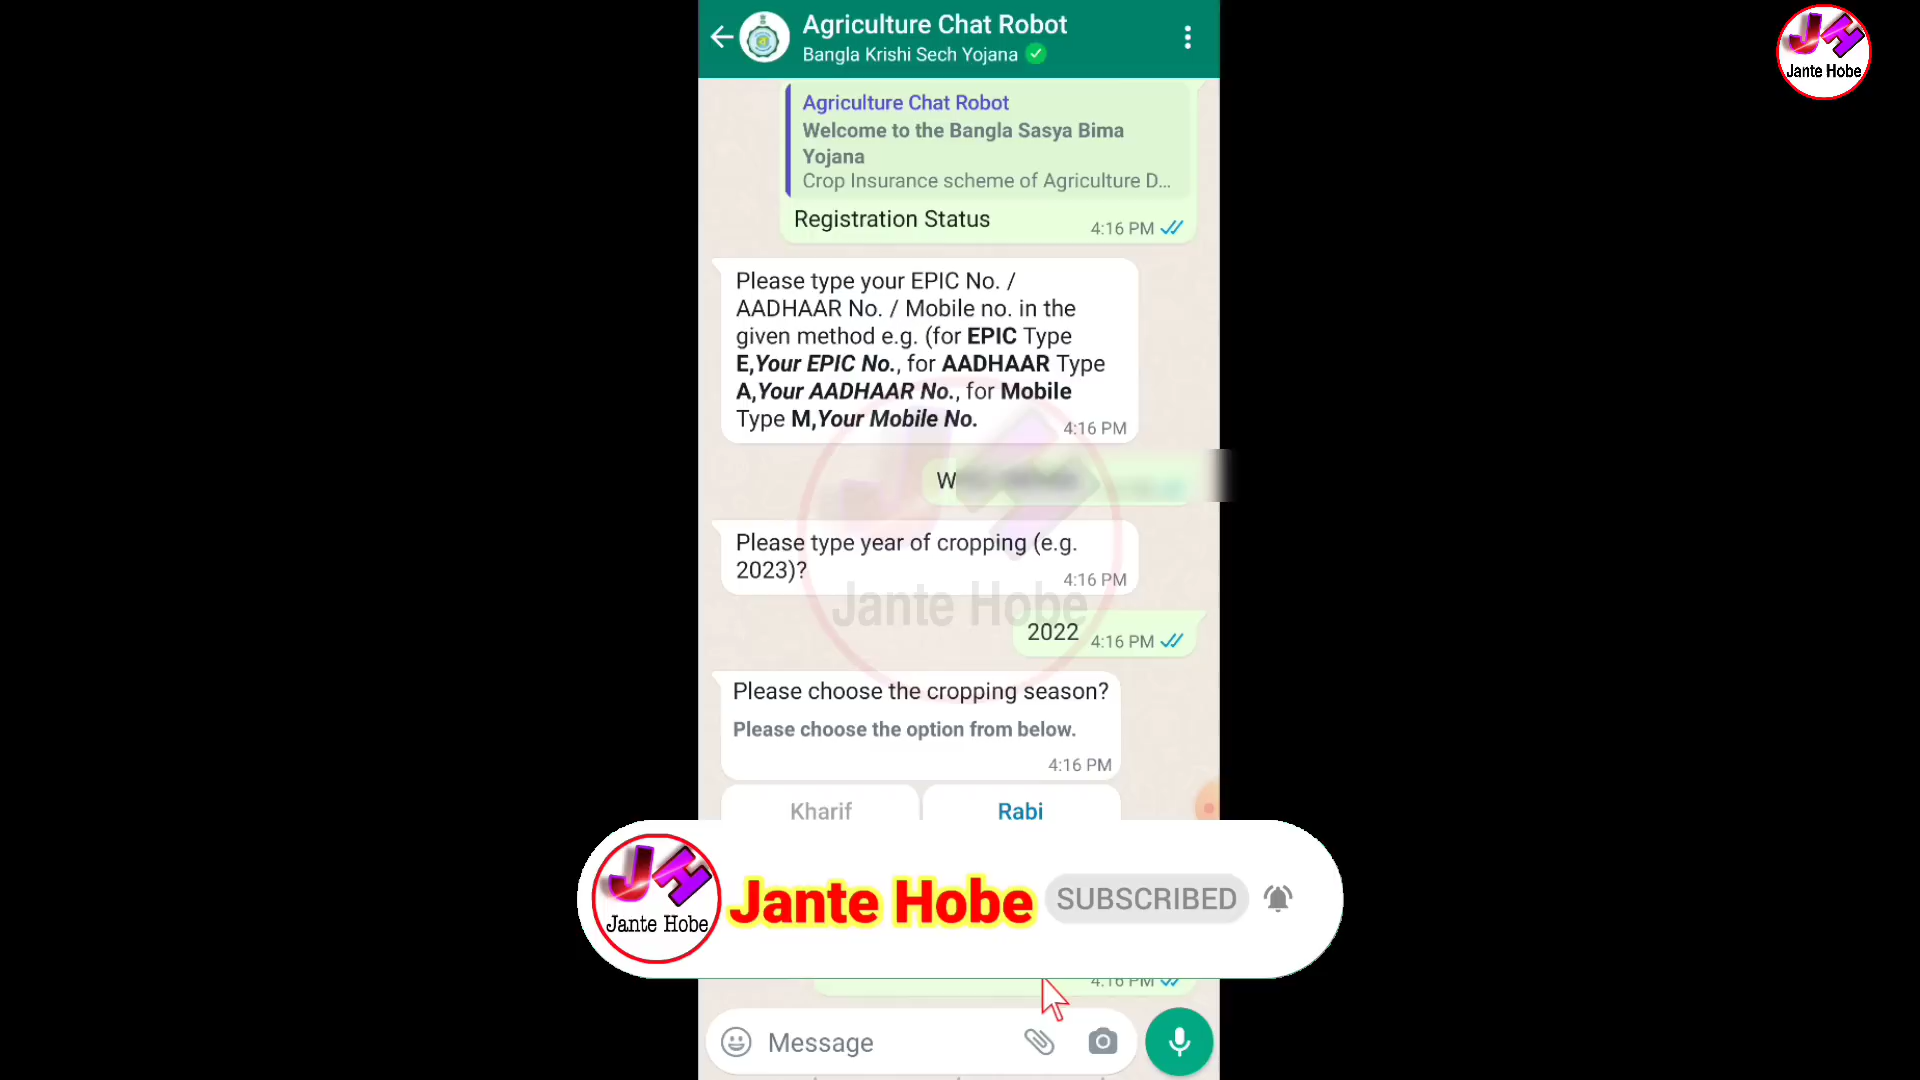 Agriculture Chat Robot
Bangla Krishi Sech Yojana
Jante Hobe
Agriculture Chat Robot
Welcome to the Bangla Sasya Bima
Yojana
Crop Insurance scheme of Agriculture D...
Registration Status
4:16 PM
Please type your EPIC No. /
AADHAAR No. / Mobile no. in the
given method e.g. (for EPIC Type
E,Your EPIC No., for AADHAAR Type
A,Your AADHAAR No., for Mobile
Type M,Your Mobile No.
4:16 PM
Please type year of cropping (e.g.
2023)?
4:16 PM
Jante Hobe
2022 4:16 PM
Please choose the cropping season?
Please choose the option from below.
4:16 PM
Kharif Rabi
JH
Jante Hobe
Jante Hobe SUBSCRIBED
4:16 PM
Message